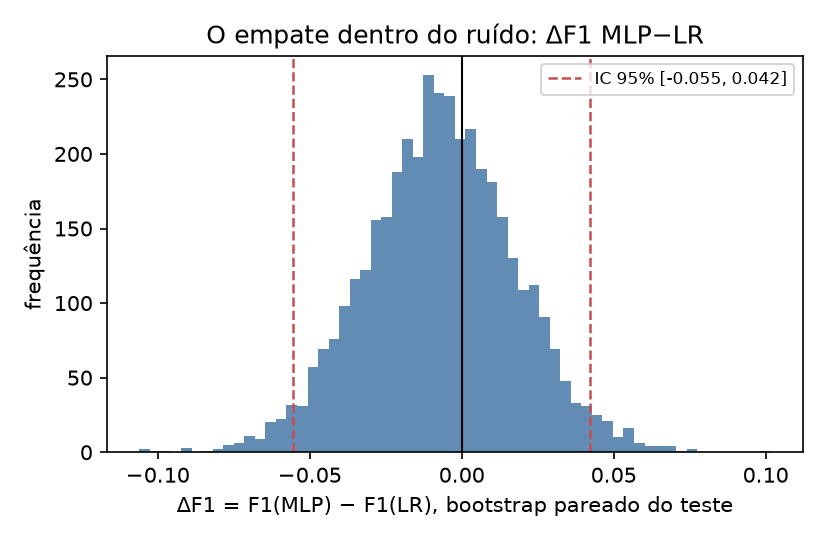 O empate dentro do ruído: ΔF1 MLP−LR
IC 95% [-0.055, 0.042]
frequência
250
200
150
100
50
0
−0.10
−0.05
0.00
0.05
0.10
ΔF1 = F1(MLP) − F1(LR), bootstrap pareado do teste